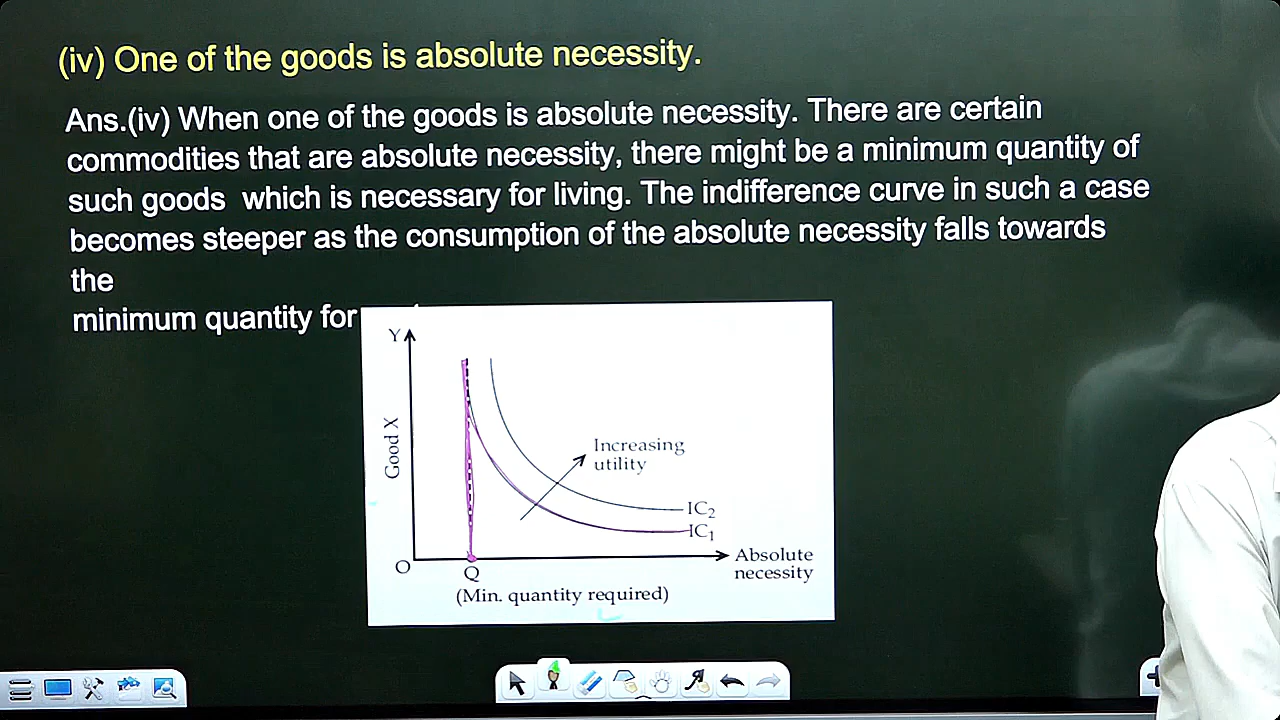 (iv) One of the goods is absolute necessity.
Ans.(iv) When one of the goods is absolute necessity. There are certain
commodities that are absolute necessity, there might be a minimum quantity of
such goods which is necessary for living. The indifference curve in such a case
becomes steeper as the consumption of the absolute necessity falls towards
the
minimum quantity for
Y
Good X
Increasing
utility
IC₂
IC₁
O
Q
Absolute
necessity
(Min. quantity required)